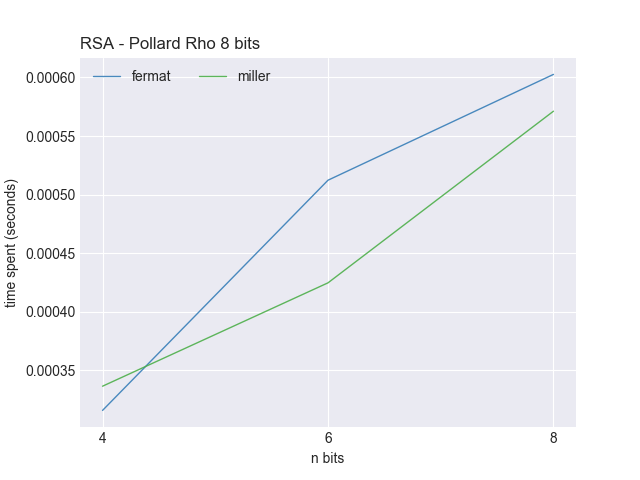 RSA - Pollard Rho 8 bits
fermat miller
0.00060
0.00055
0.00050
0.00045
0.00040
0.00035
time spent (seconds)
4 6 8
n bits